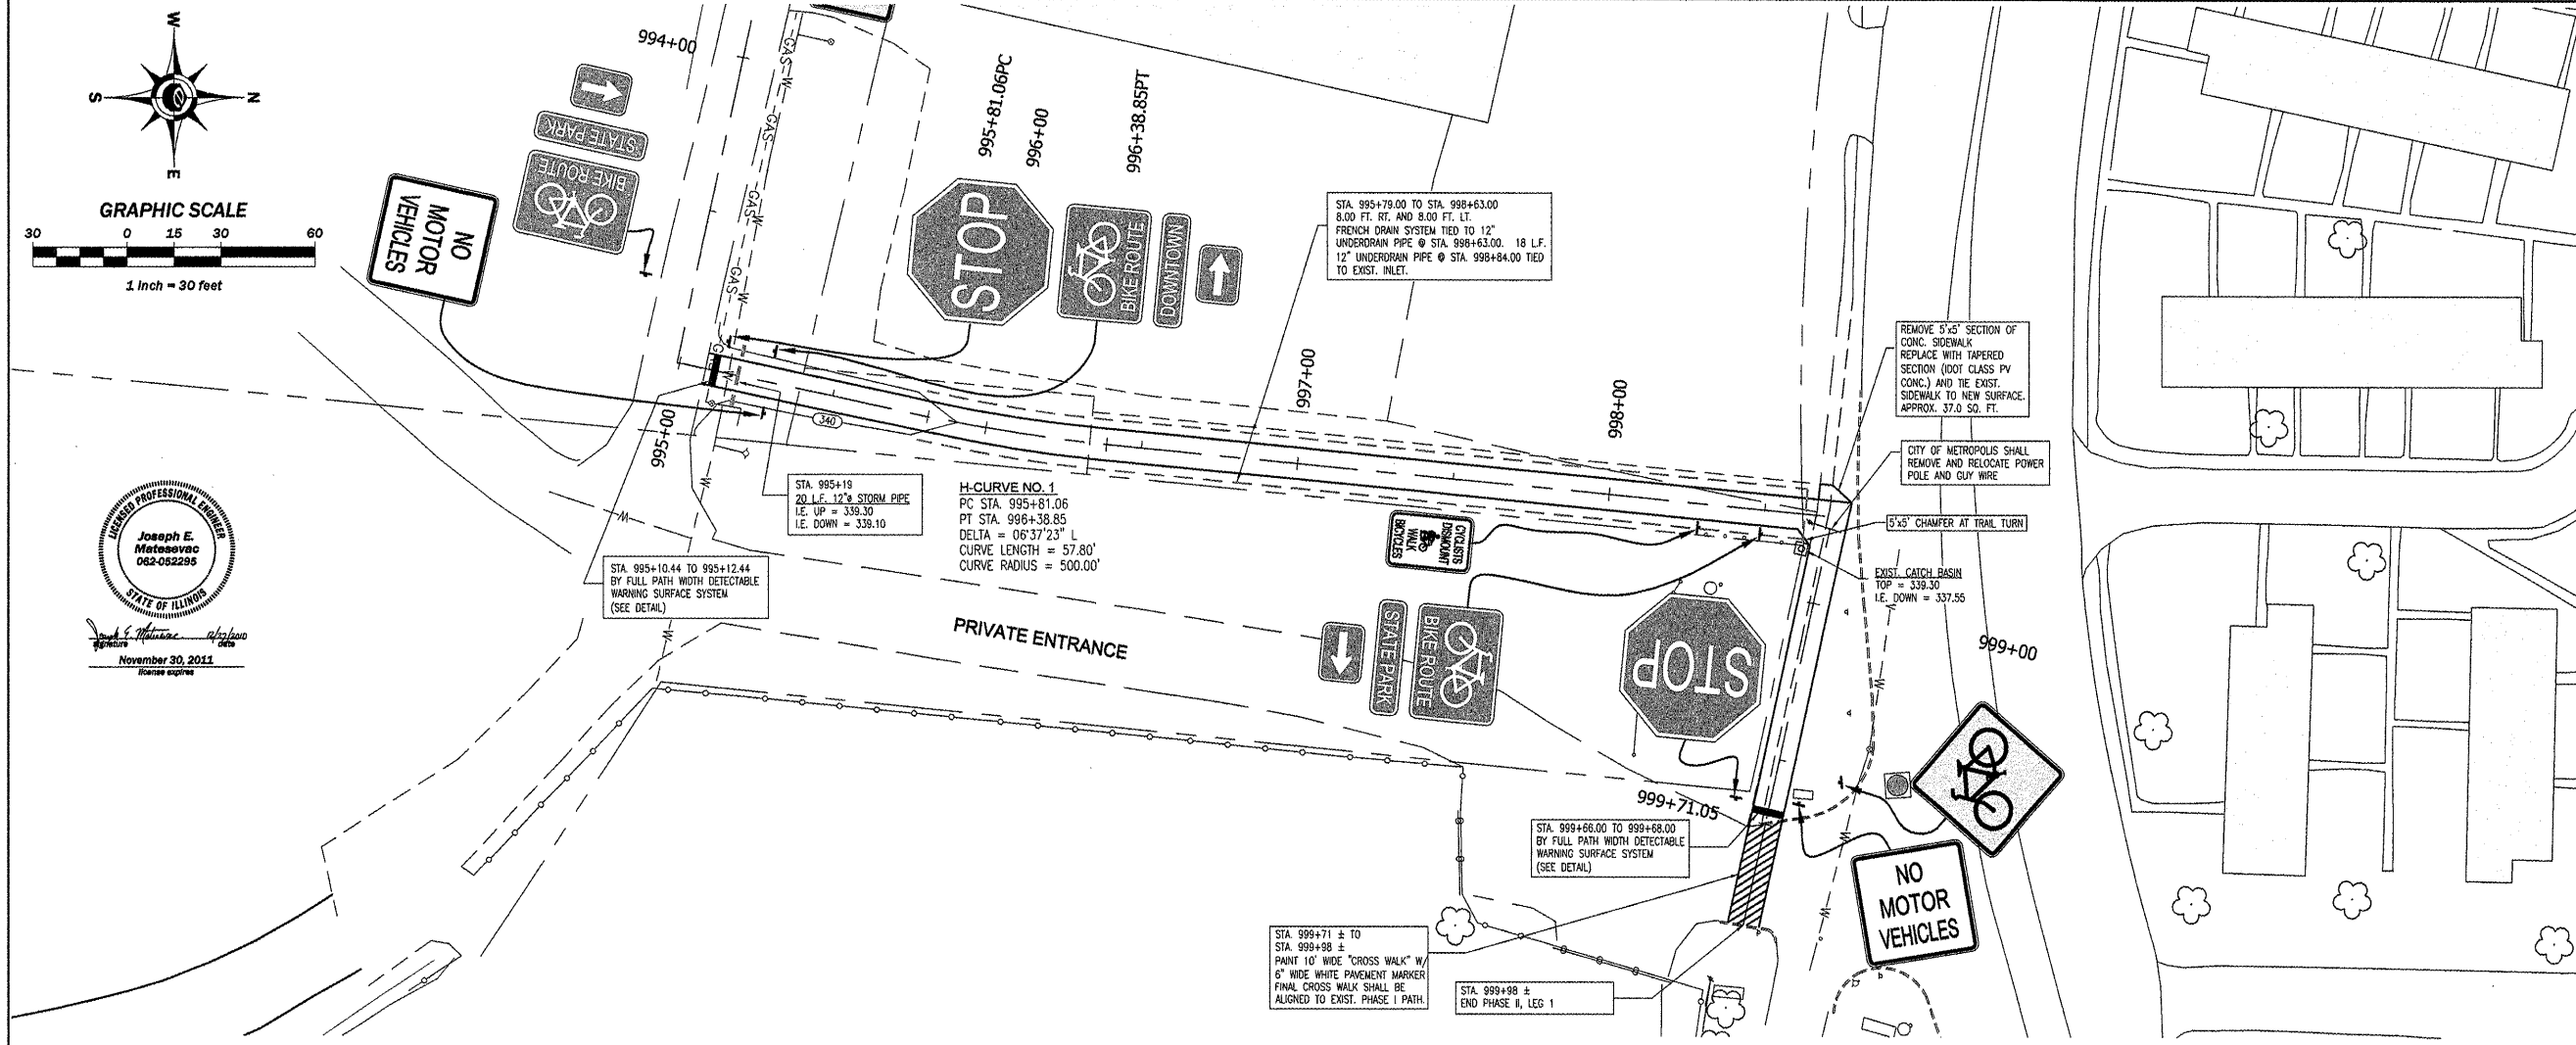 W
S
N
E
GRAPHIC SCALE
30 0 15 30 60
1 inch = 30 feet
LICENSED PROFESSIONAL ENGINEER
Joseph E.
Matesevac
062-052295
STATE OF ILLINOIS
signature
date
November 30, 2011
license expires
994+00
GAS
W
GAS
GAS
W
GAS
W
GAS
W
STATE PARK
BIKE ROUTE
NO
MOTOR
VEHICLES
995+81.06PC
996+00
996+38.85PT
STOP
BIKE ROUTE
DOWNTOWN
STA. 995+79.00 TO STA. 998+63.00
8.00 FT. RT. AND 8.00 FT. LT.
FRENCH DRAIN SYSTEM TIED TO 12"
UNDERDRAIN PIPE @ STA. 998+63.00. 18 L.F.
12" UNDERDRAIN PIPE @ STA. 998+84.00 TIED
TO EXIST. INLET.
REMOVE 5'x5' SECTION OF
CONC. SIDEWALK
REPLACE WITH TAPERED
SECTION (IDOT CLASS PV
CONC.) AND TIE EXIST.
SIDEWALK TO NEW SURFACE.
APPROX. 37.0 SQ. FT.
CITY OF METROPOLIS SHALL
REMOVE AND RELOCATE POWER
POLE AND GUY WIRE
5'x5' CHAMFER AT TRAIL TURN
EXIST. CATCH BASIN
TOP = 339.30
I.E. DOWN = 337.55
995+00
340
997+00
998+00
999+00
STA. 995+19
20 L.F. 12"ø STORM PIPE
I.E. UP = 339.30
I.E. DOWN = 339.10
H-CURVE NO. 1
PC STA. 995+81.06
PT STA. 996+38.85
DELTA = 06°37'23" L
CURVE LENGTH = 57.80'
CURVE RADIUS = 500.00'
STA. 995+10.44 TO 995+12.44
BY FULL PATH WIDTH DETECTABLE
WARNING SURFACE SYSTEM
(SEE DETAIL)
PRIVATE ENTRANCE
CYCLISTS
DISMOUNT
WALK
BICYCLES
STATE PARK
BIKE ROUTE
STOP
999+71.05
STA. 999+66.00 TO 999+68.00
BY FULL PATH WIDTH DETECTABLE
WARNING SURFACE SYSTEM
(SEE DETAIL)
NO
MOTOR
VEHICLES
STA. 999+71 ± TO
STA. 999+98 ±
PAINT 10' WIDE "CROSS WALK" W/
6" WIDE WHITE PAVEMENT MARKER
FINAL CROSS WALK SHALL BE
ALIGNED TO EXIST. PHASE I PATH.
STA. 999+98 ±
END PHASE II, LEG 1